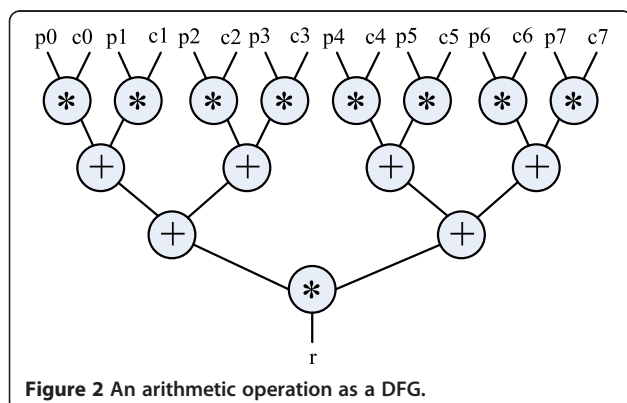 p0 c0 p1 c1 p2 c2 p3 c3 p4 c4 p5 c5 p6 c6 p7 c7
* * * * * * * *
+ + + +
+ +
*
r
Figure 2 An arithmetic operation as a DFG.